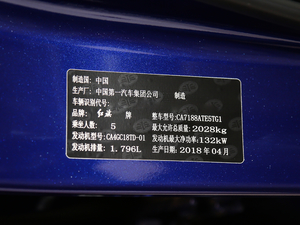 制造国：中国
生产厂：中国第一汽车集团公司 制造
车辆识别代号：
品牌：红旗 整车型号：CA7188ATE5TG1
乘坐人数：5 最大允许总质量：2028kg
发动机型号：CA4GC18TD-01 发动机最大净功率：132kW
发动机排量：1.796L 生产日期：2018年04月